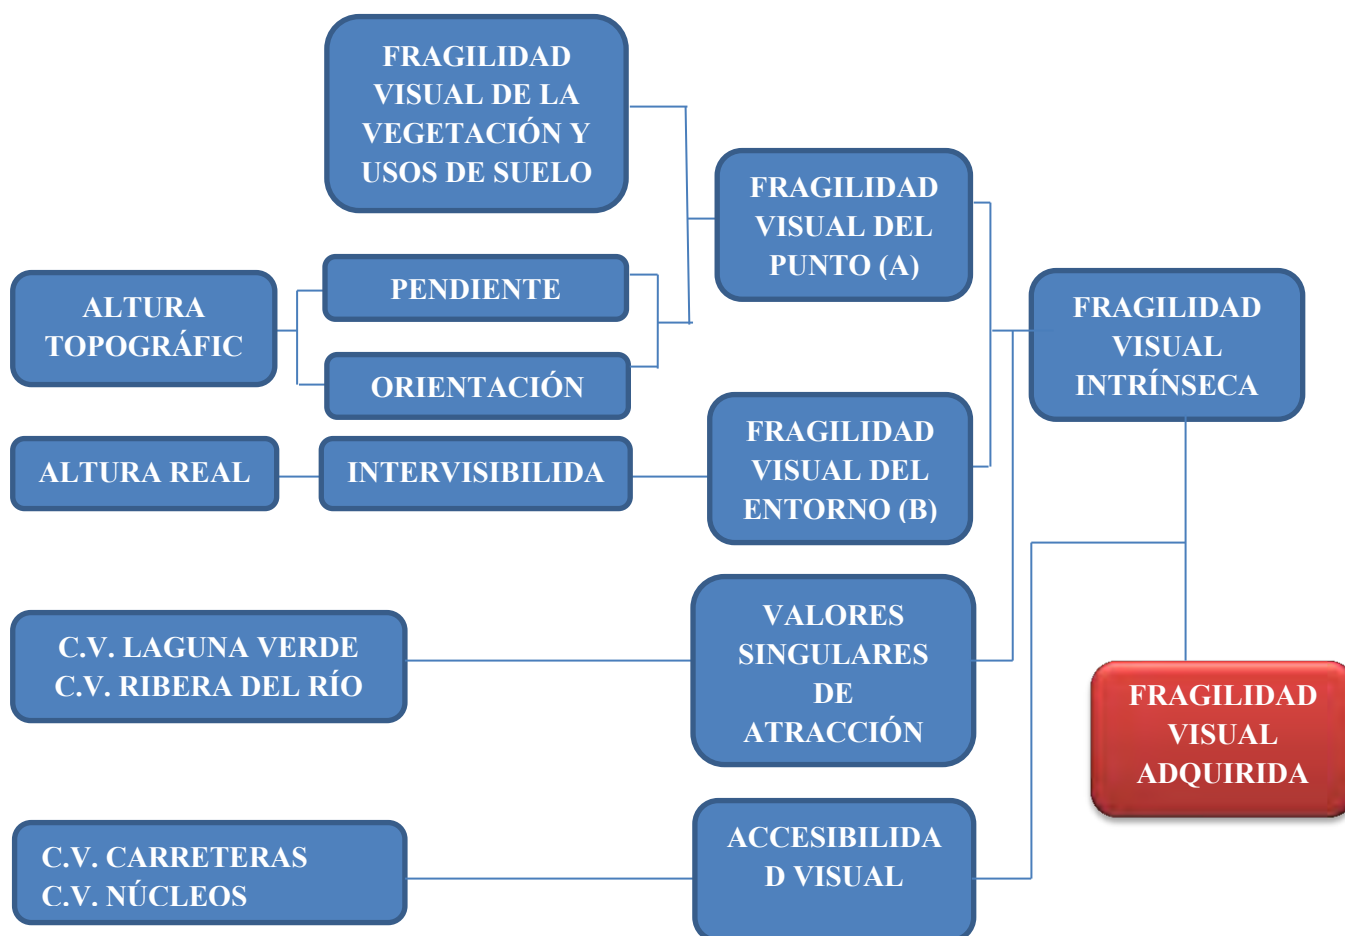 FRAGILIDAD
VISUAL DE LA
VEGETACIÓN Y
USOS DE SUELO
FRAGILIDAD
VISUAL DEL
PUNTO (A)
ALTURA
TOPOGRÁFIC
PENDIENTE
ORIENTACIÓN
FRAGILIDAD
VISUAL
INTRÍNSECA
ALTURA REAL
INTERVISIBILIDA
FRAGILIDAD
VISUAL DEL
ENTORNO (B)
C.V. LAGUNA VERDE
C.V. RIBERA DEL RÍO
VALORES
SINGULARES
DE
ATRACCIÓN
FRAGILIDAD
VISUAL
ADQUIRIDA
C.V. CARRETERAS
C.V. NÚCLEOS
ACCESIBILIDA
D VISUAL